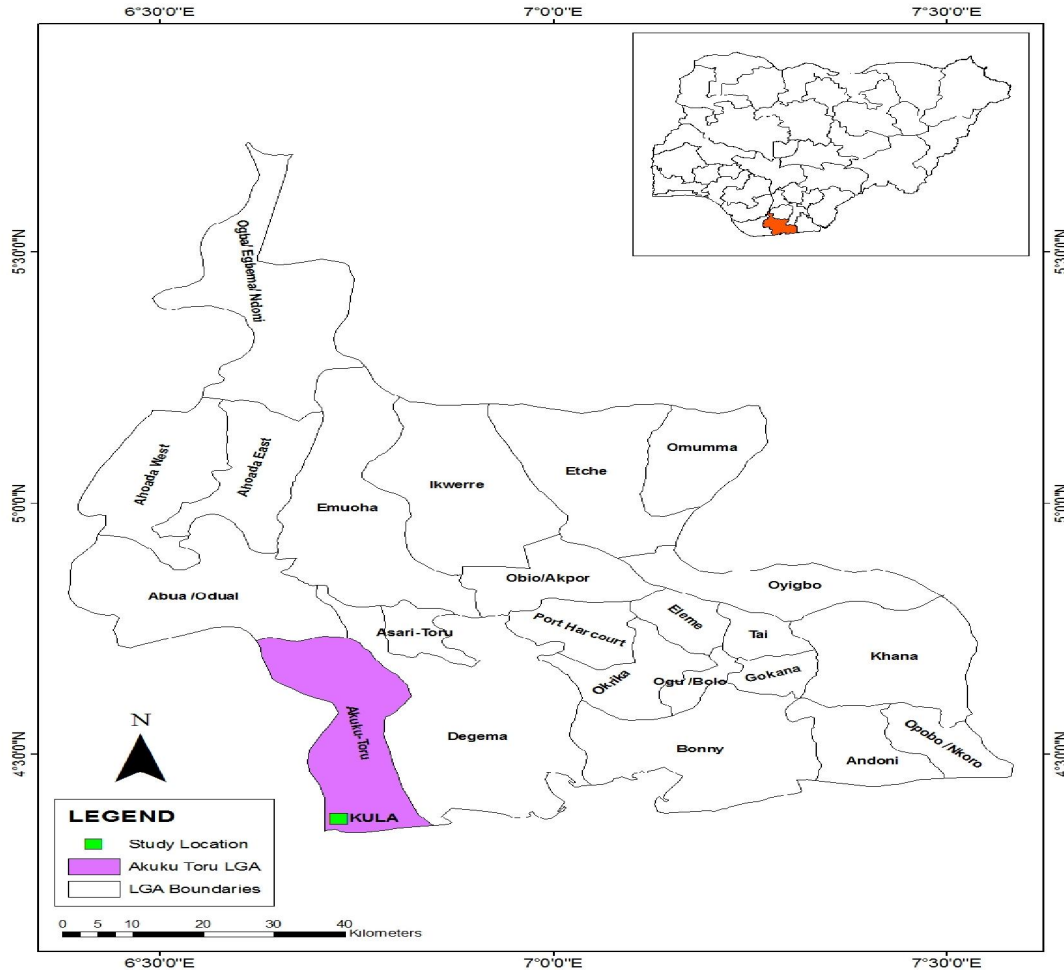 6°30'0"E
7°0'0"E
7°30'0"E
5°30'0"N
5°30'0"N
Ogba/Egbema/Ndoni
Omumma
Etche
Ahoada West
Ahoada East
Ikwerre
Emuoha
5°0'0"N
5°0'0"N
Obio/Akpor
Oyigbo
Abua /Odual
Eleme
Port Harcourt
Asari-Toru
Tai
Khana
Gokana
Okrika
Ogu /Bolo
Akuku-Toru
N
Degema
Bonny
Opobo /Nkoro
Andoni
4°30'0"N
4°30'0"N
LEGEND
KULA
Study Location
Akuku Toru LGA
LGA Boundaries
0 5 10 20 30 40
Kilometers
6°30'0"E
7°0'0"E
7°30'0"E